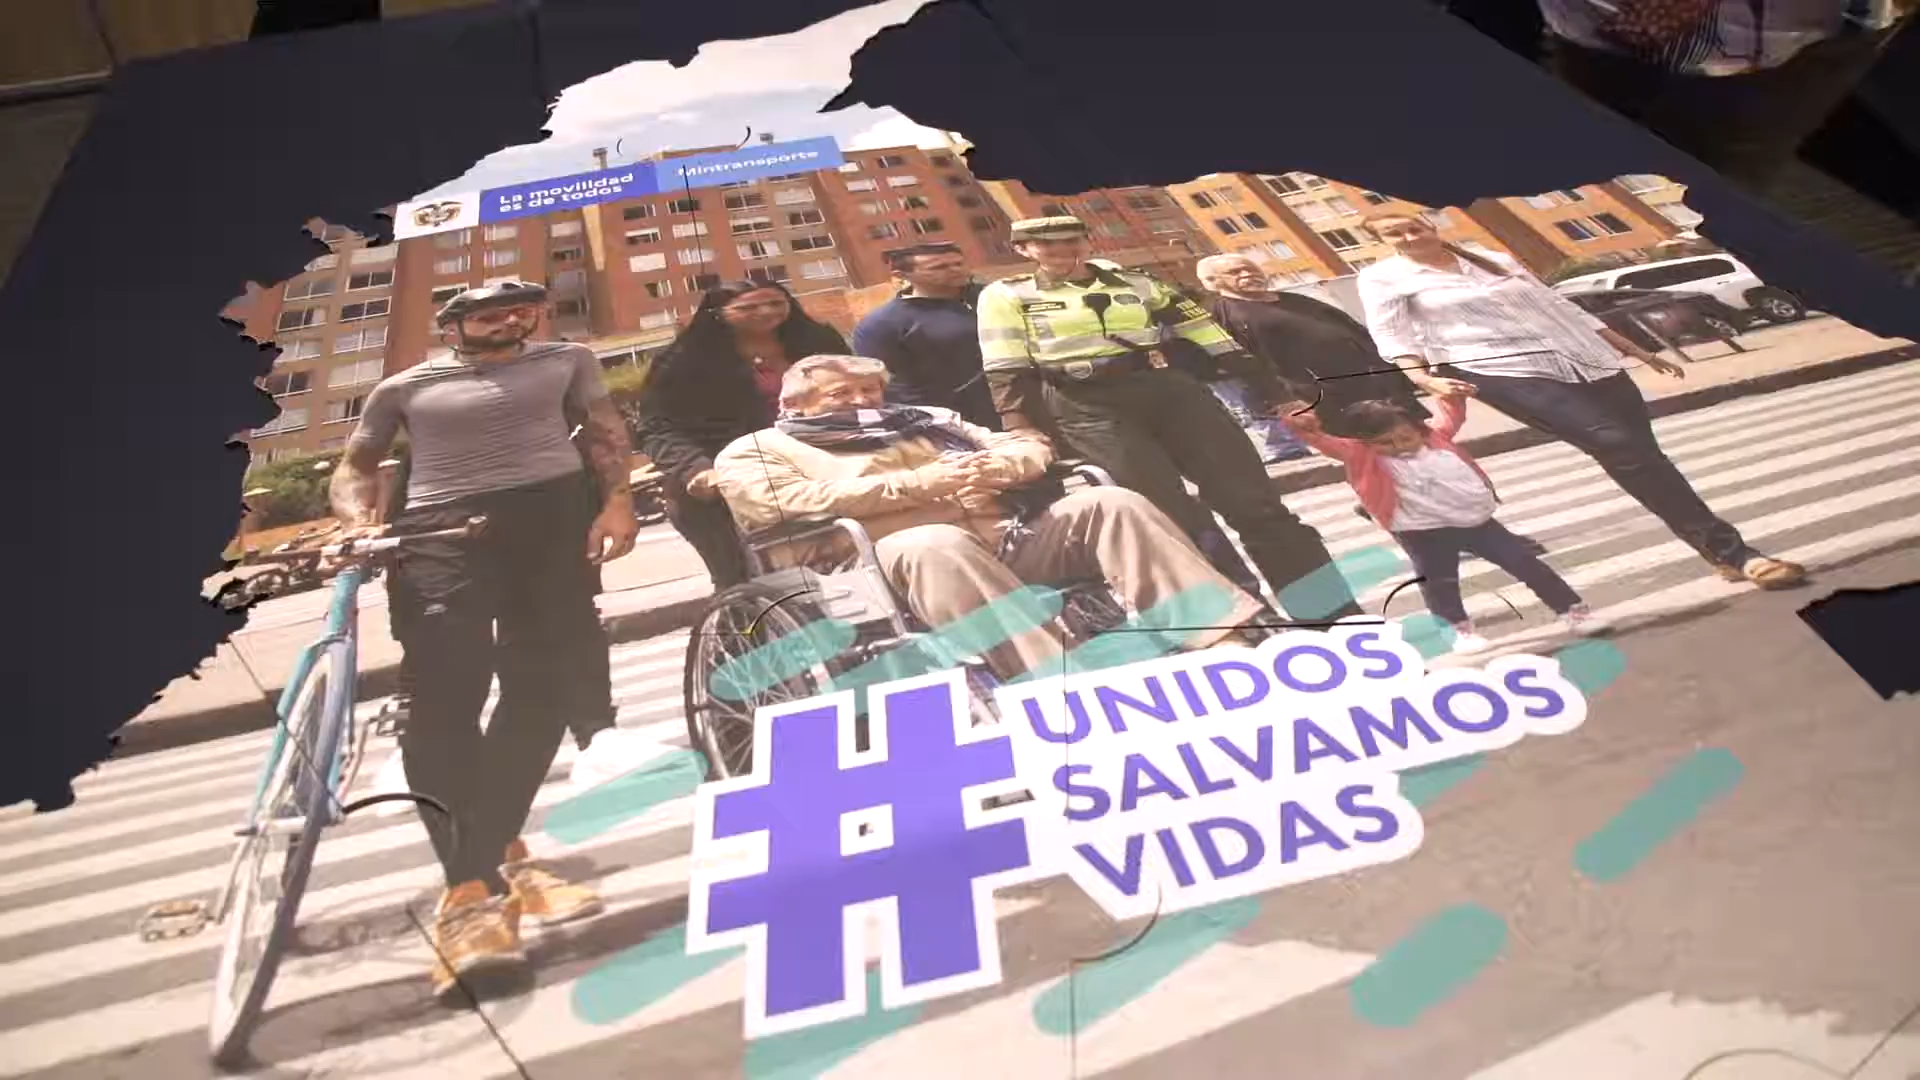 La movilidad
es de todos
Mintransporte
#UNIDOS
SALVAMOS
VIDAS